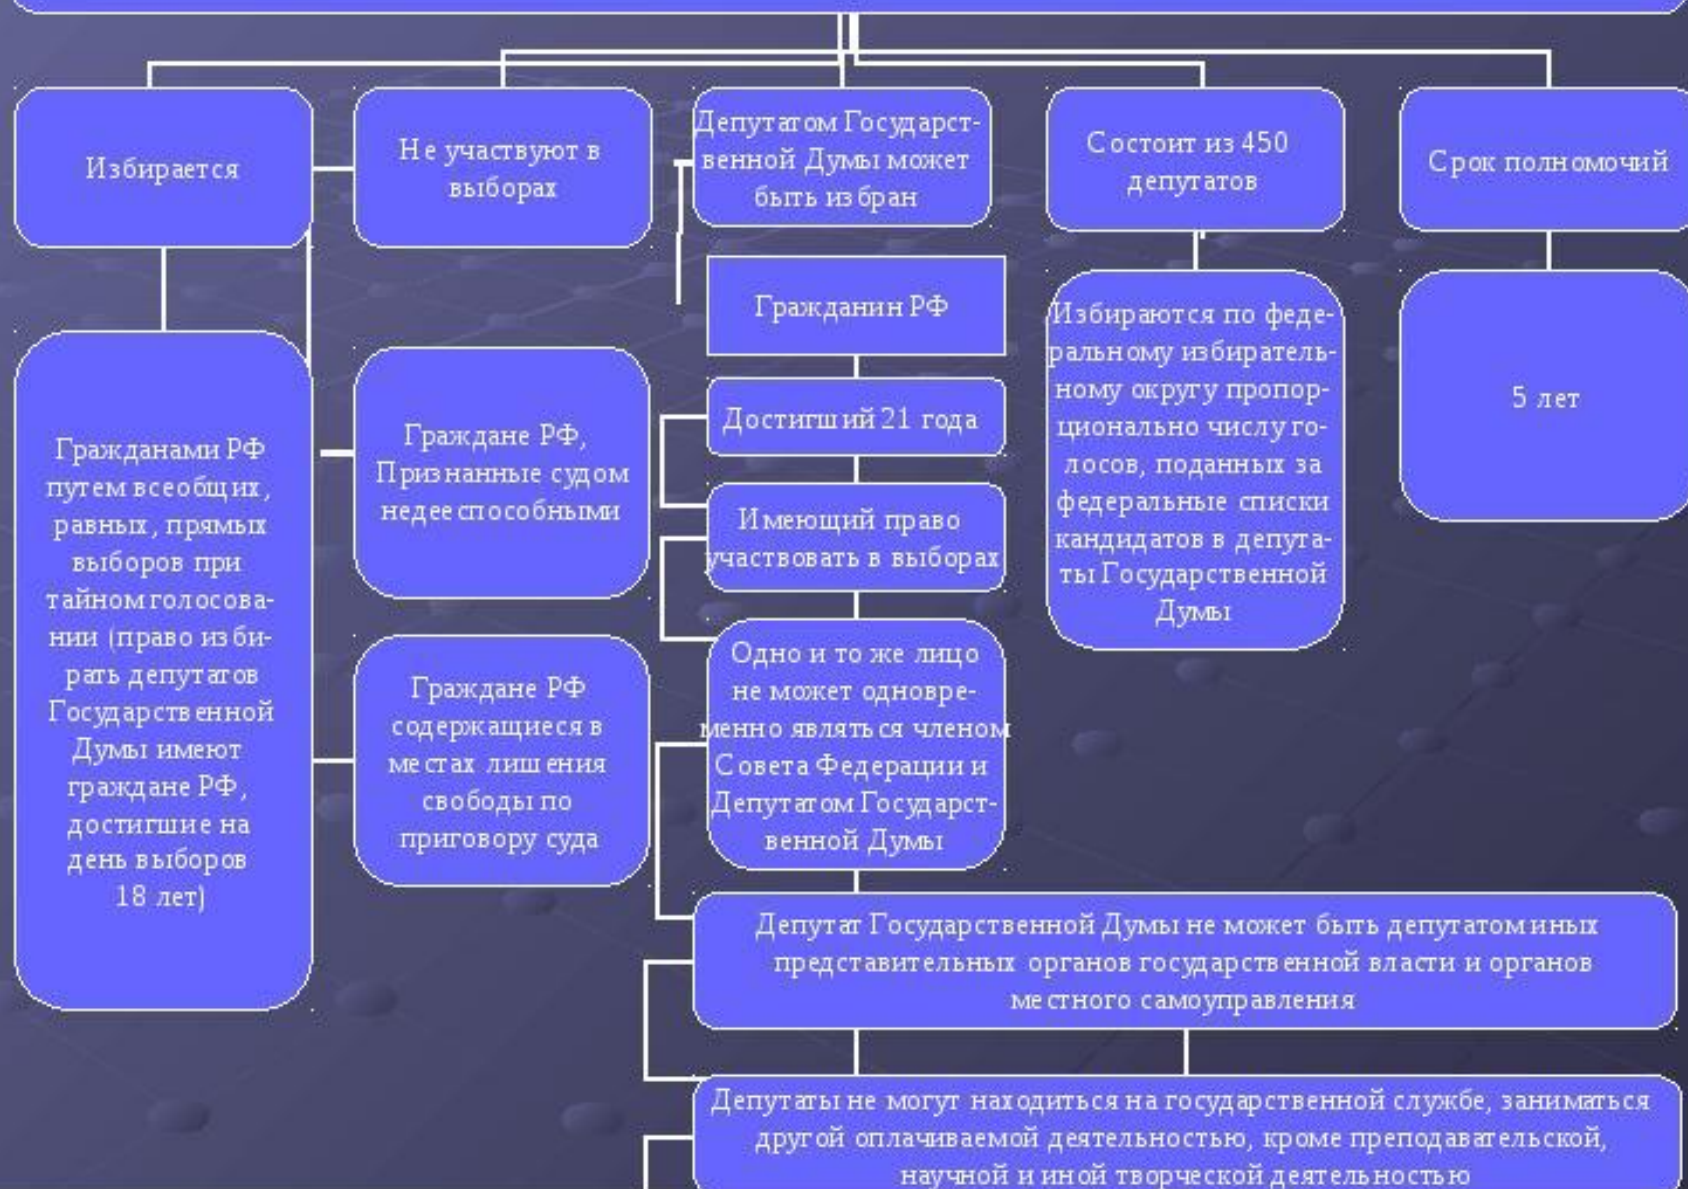 Избирается
Не участвуют в
выборах
Депутатом Государст-
венной Думы может
быть избран
Состоит из 450
депутатов
Срок полномочий
Гражданами РФ
путем всеобщих,
равных, прямых
выборов при
тайном голосова-
нии (право изби-
рать депутатов
Государственной
Думы имеют
граждане РФ,
достигшие на
день выборов
18 лет)
Граждане РФ,
Признанные судом
недееспособными
Граждане РФ
содержащиеся в
местах лишения
свободы по
приговору суда
Гражданин РФ
Достигший 21 года
Имеющий право
участвовать в выборах
Одно и то же лицо
не может одновре-
менно являться членом
Совета Федерации и
Депутатом Государст-
венной Думы
Избираются по феде-
ральному избиратель-
ному округу пропор-
ционально числу го-
лосов, поданных за
федеральные списки
кандидатов в депута-
ты Государственной
Думы
5 лет
Депутат Государственной Думы не может быть депутатом иных
представительных органов государственной власти и органов
местного самоуправления
Депутаты не могут находиться на государственной службе, заниматься
другой оплачиваемой деятельностью, кроме преподавательской,
научной и иной творческой деятельностью